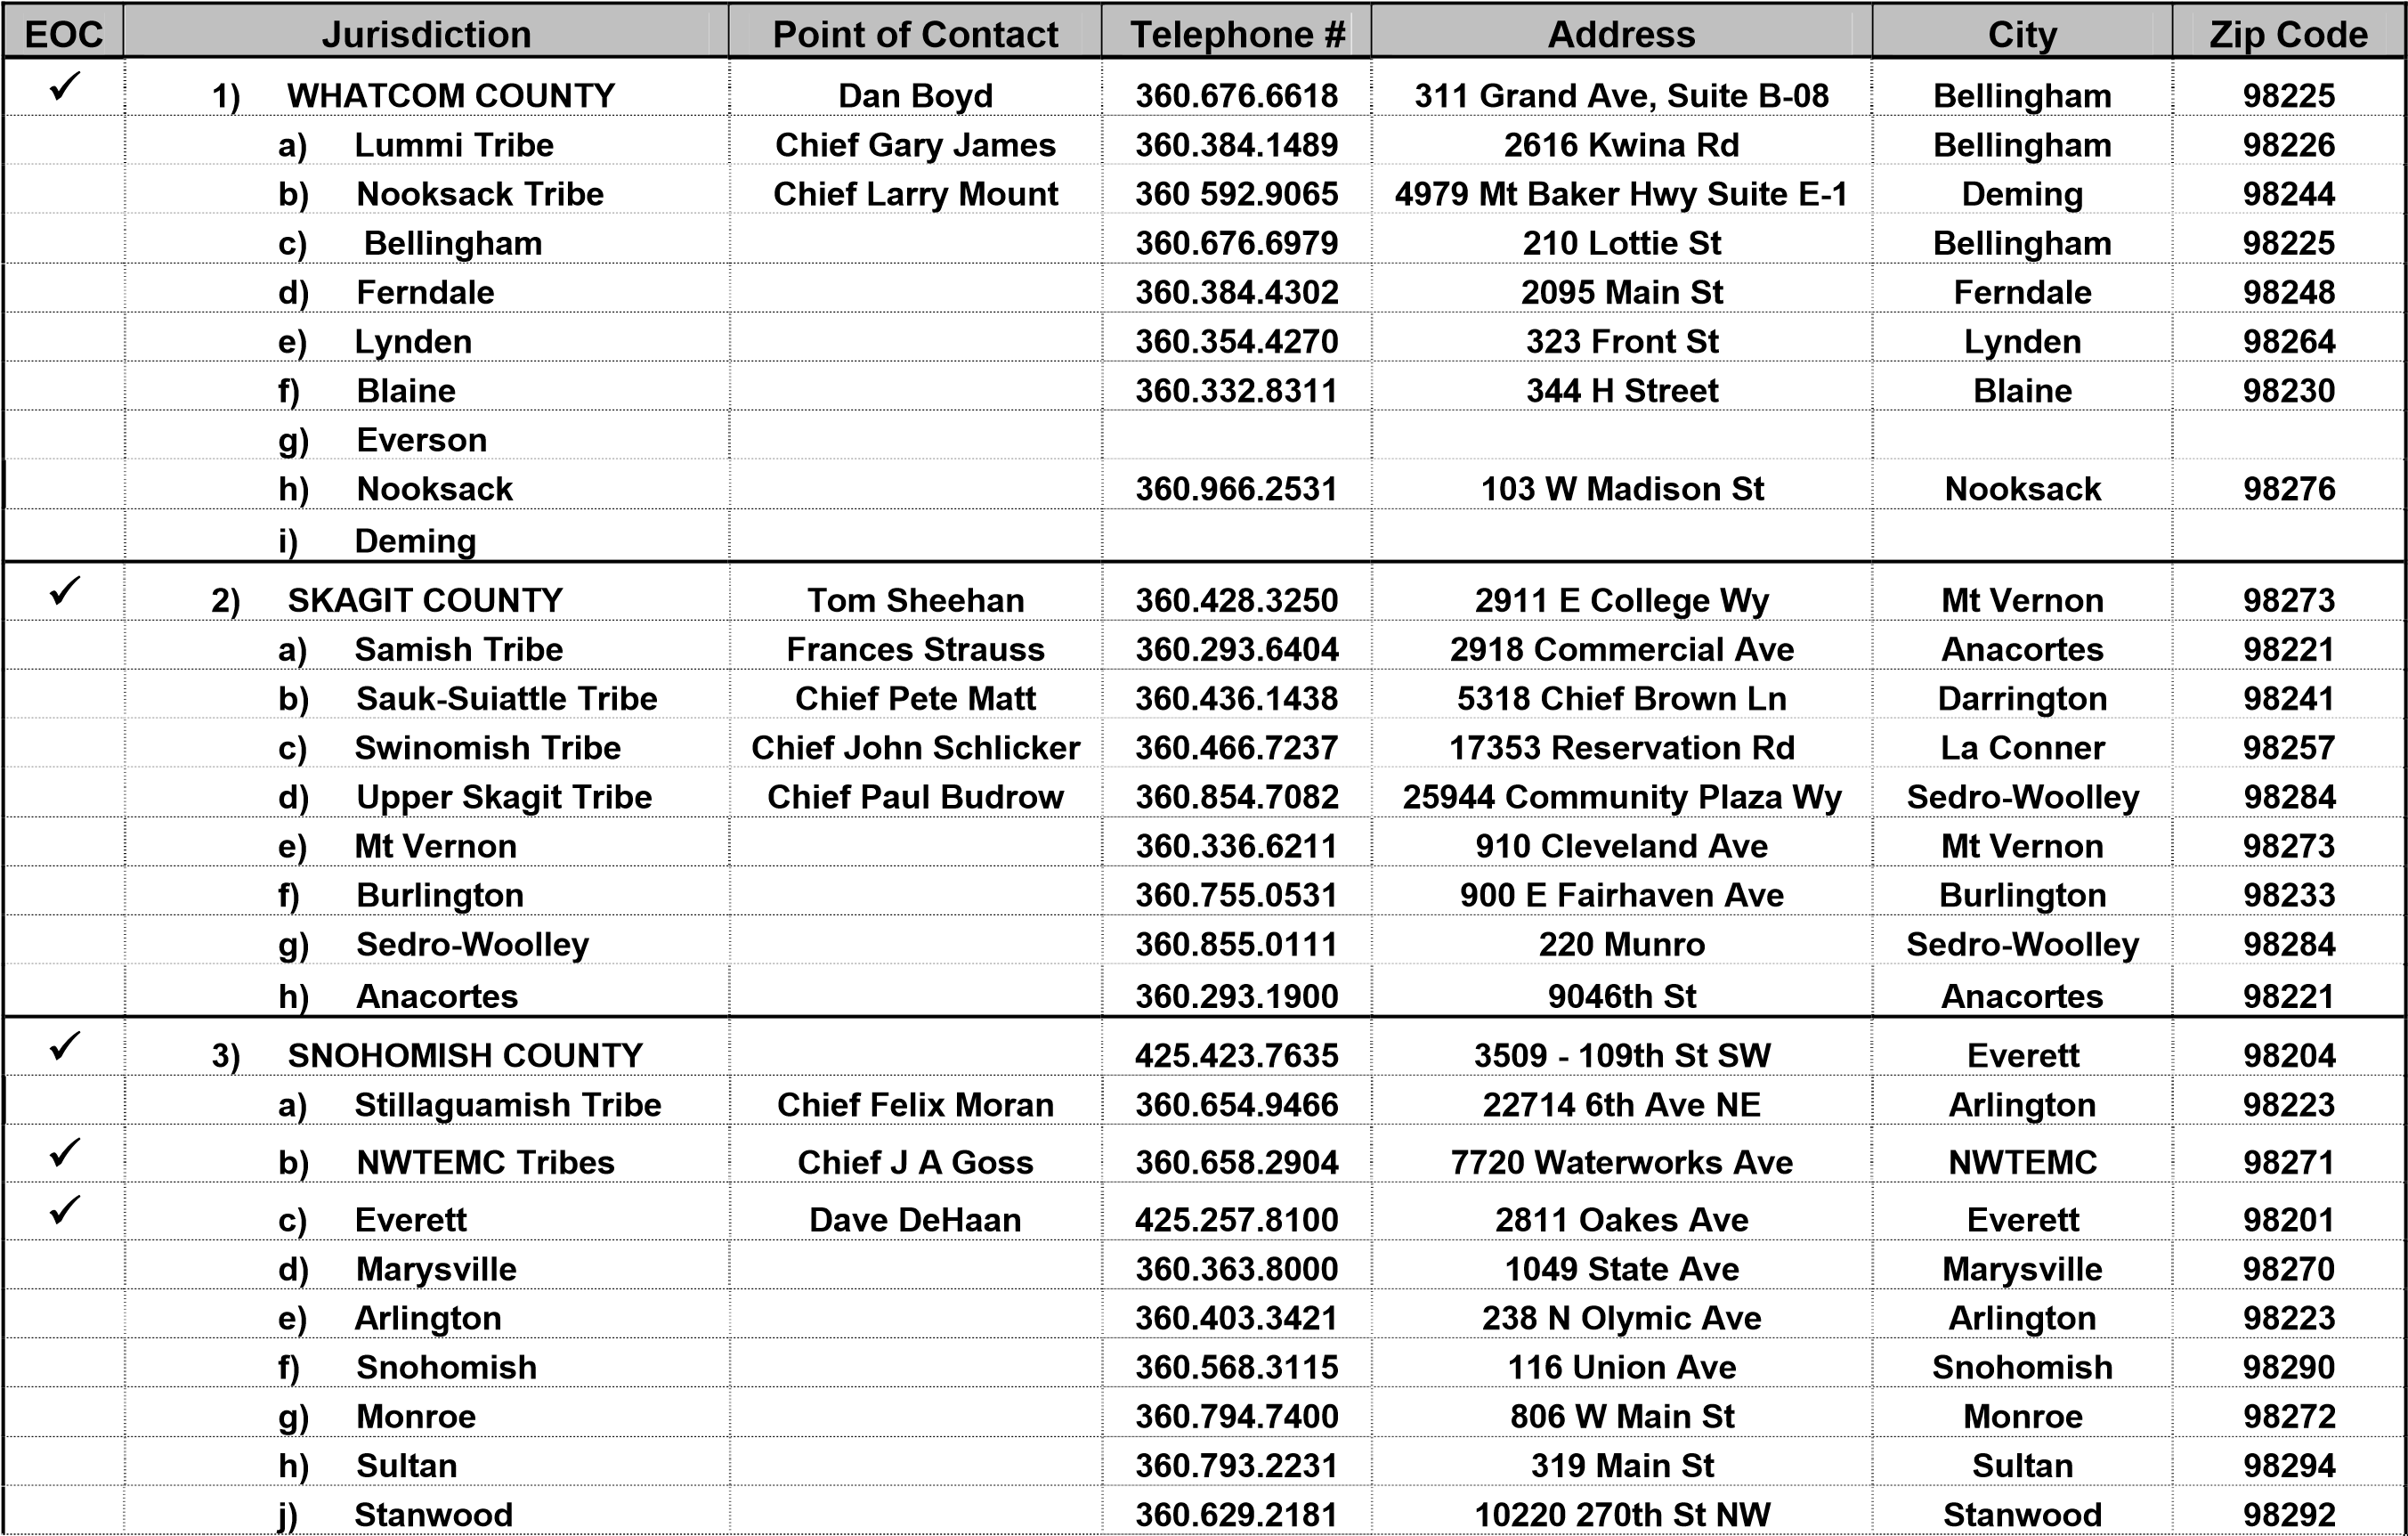 EOC Jurisdiction Point of Contact Telephone # Address City Zip Code
✓ 1) WHATCOM COUNTY Dan Boyd 360.676.6618 311 Grand Ave, Suite B-08 Bellingham 98225
a) Lummi Tribe Chief Gary James 360.384.1489 2616 Kwina Rd Bellingham 98226
b) Nooksack Tribe Chief Larry Mount 360 592.9065 4979 Mt Baker Hwy Suite E-1 Deming 98244
c) Bellingham 360.676.6979 210 Lottie St Bellingham 98225
d) Ferndale 360.384.4302 2095 Main St Ferndale 98248
e) Lynden 360.354.4270 323 Front St Lynden 98264
f) Blaine 360.332.8311 344 H Street Blaine 98230
g) Everson
h) Nooksack 360.966.2531 103 W Madison St Nooksack 98276
i) Deming
✓ 2) SKAGIT COUNTY Tom Sheehan 360.428.3250 2911 E College Wy Mt Vernon 98273
a) Samish Tribe Frances Strauss 360.293.6404 2918 Commercial Ave Anacortes 98221
b) Sauk-Suiattle Tribe Chief Pete Matt 360.436.1438 5318 Chief Brown Ln Darrington 98241
c) Swinomish Tribe Chief John Schlicker 360.466.7237 17353 Reservation Rd La Conner 98257
d) Upper Skagit Tribe Chief Paul Budrow 360.854.7082 25944 Community Plaza Wy Sedro-Woolley 98284
e) Mt Vernon 360.336.6211 910 Cleveland Ave Mt Vernon 98273
f) Burlington 360.755.0531 900 E Fairhaven Ave Burlington 98233
g) Sedro-Woolley 360.855.0111 220 Munro Sedro-Woolley 98284
h) Anacortes 360.293.1900 9046th St Anacortes 98221
✓ 3) SNOHOMISH COUNTY 425.423.7635 3509 - 109th St SW Everett 98204
a) Stillaguamish Tribe Chief Felix Moran 360.654.9466 22714 6th Ave NE Arlington 98223
✓ b) NWTEMC Tribes Chief J A Goss 360.658.2904 7720 Waterworks Ave NWTEMC 98271
✓ c) Everett Dave DeHaan 425.257.8100 2811 Oakes Ave Everett 98201
d) Marysville 360.363.8000 1049 State Ave Marysville 98270
e) Arlington 360.403.3421 238 N Olymic Ave Arlington 98223
f) Snohomish 360.568.3115 116 Union Ave Snohomish 98290
g) Monroe 360.794.7400 806 W Main St Monroe 98272
h) Sultan 360.793.2231 319 Main St Sultan 98294
j) Stanwood 360.629.2181 10220 270th St NW Stanwood 98292